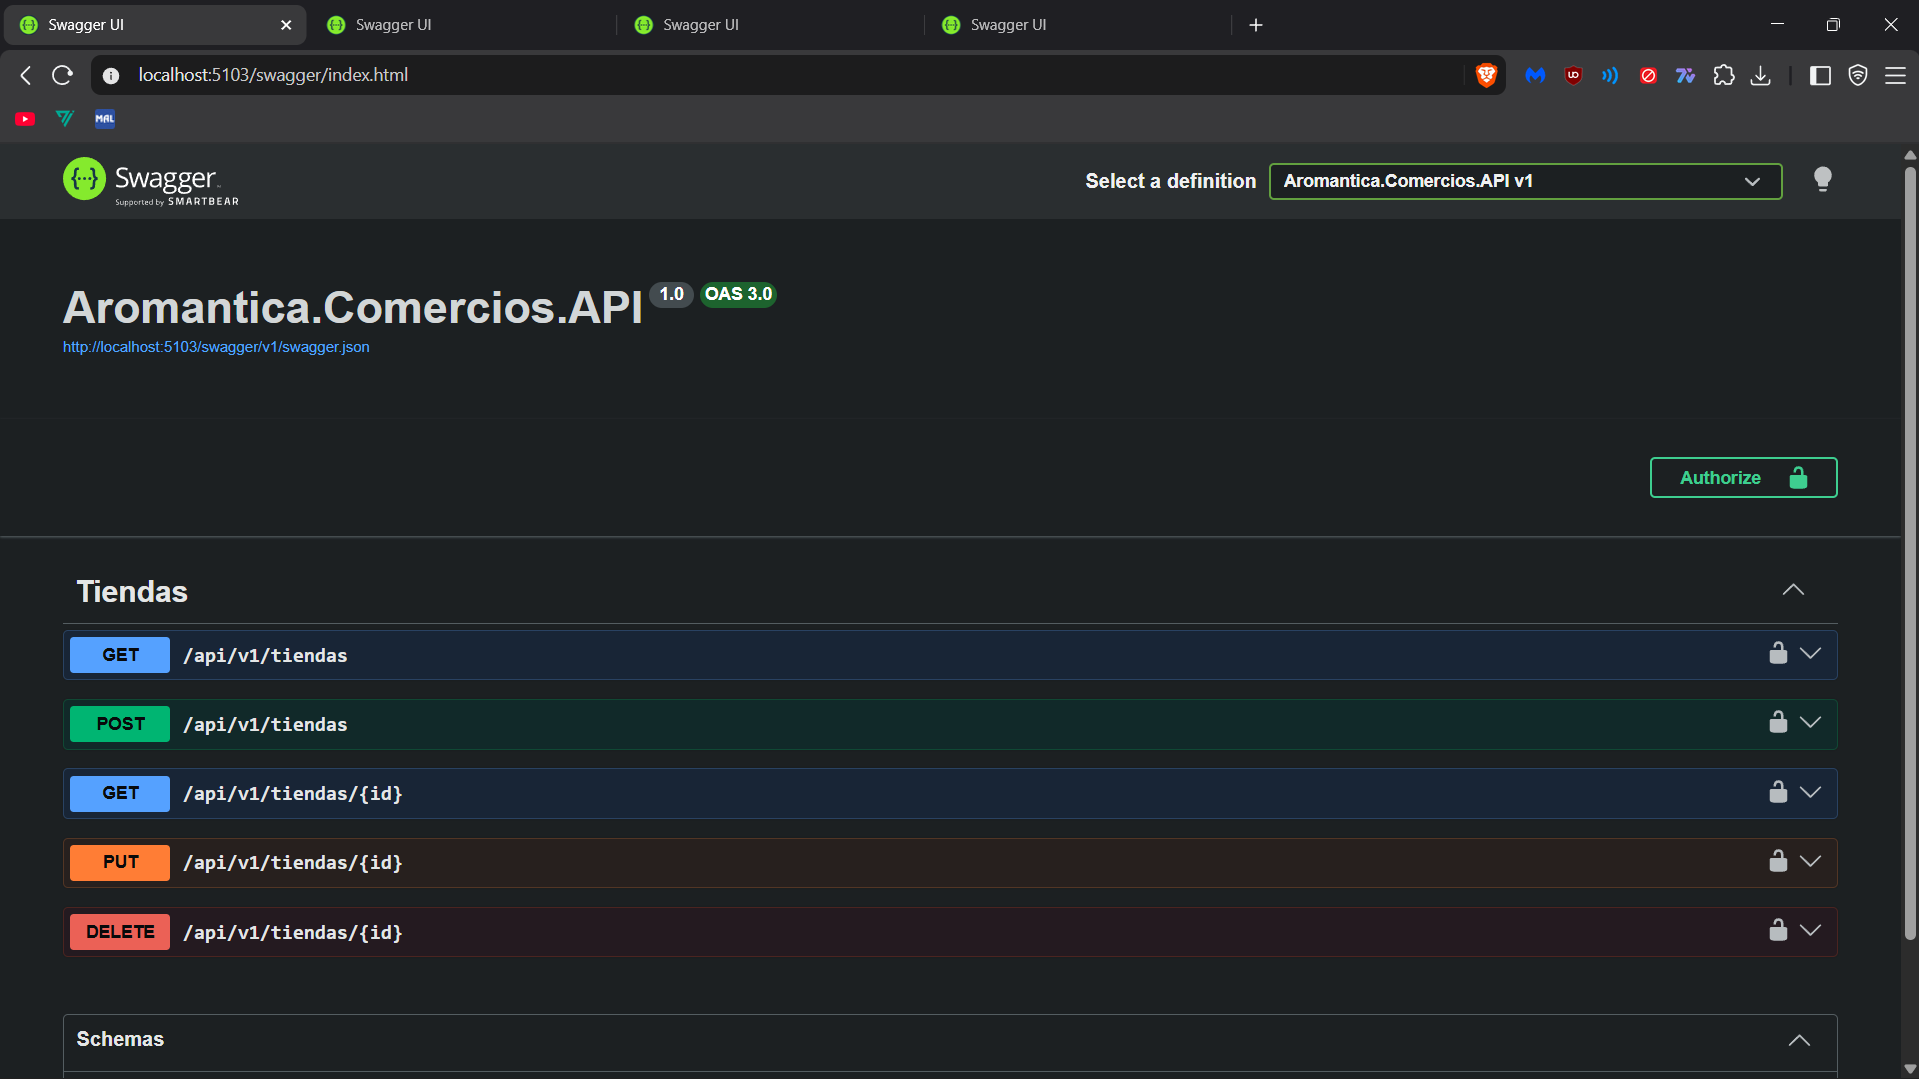 Swagger UI
Swagger UI
Swagger UI
Swagger UI
localhost:5103/swagger/index.html
MAL
Swagger
Supported by SMARTBEAR
Select a definition
Aromantica.Comercios.API v1
Aromantica.Comercios.API 1.0 OAS 3.0
http://localhost:5103/swagger/v1/swagger.json
Authorize
Tiendas
GET /api/v1/tiendas
POST /api/v1/tiendas
GET /api/v1/tiendas/{id}
PUT /api/v1/tiendas/{id}
DELETE /api/v1/tiendas/{id}
Schemas